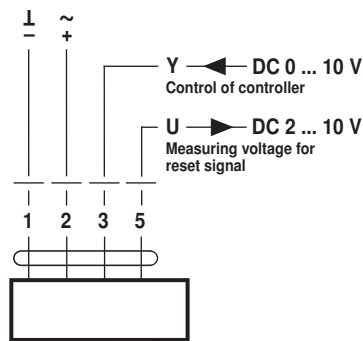 ⊥ ~
– +
Y DC 0 ... 10 V
Control of controller
U DC 2 ... 10 V
Measuring voltage for
reset signal
1 2 3 5